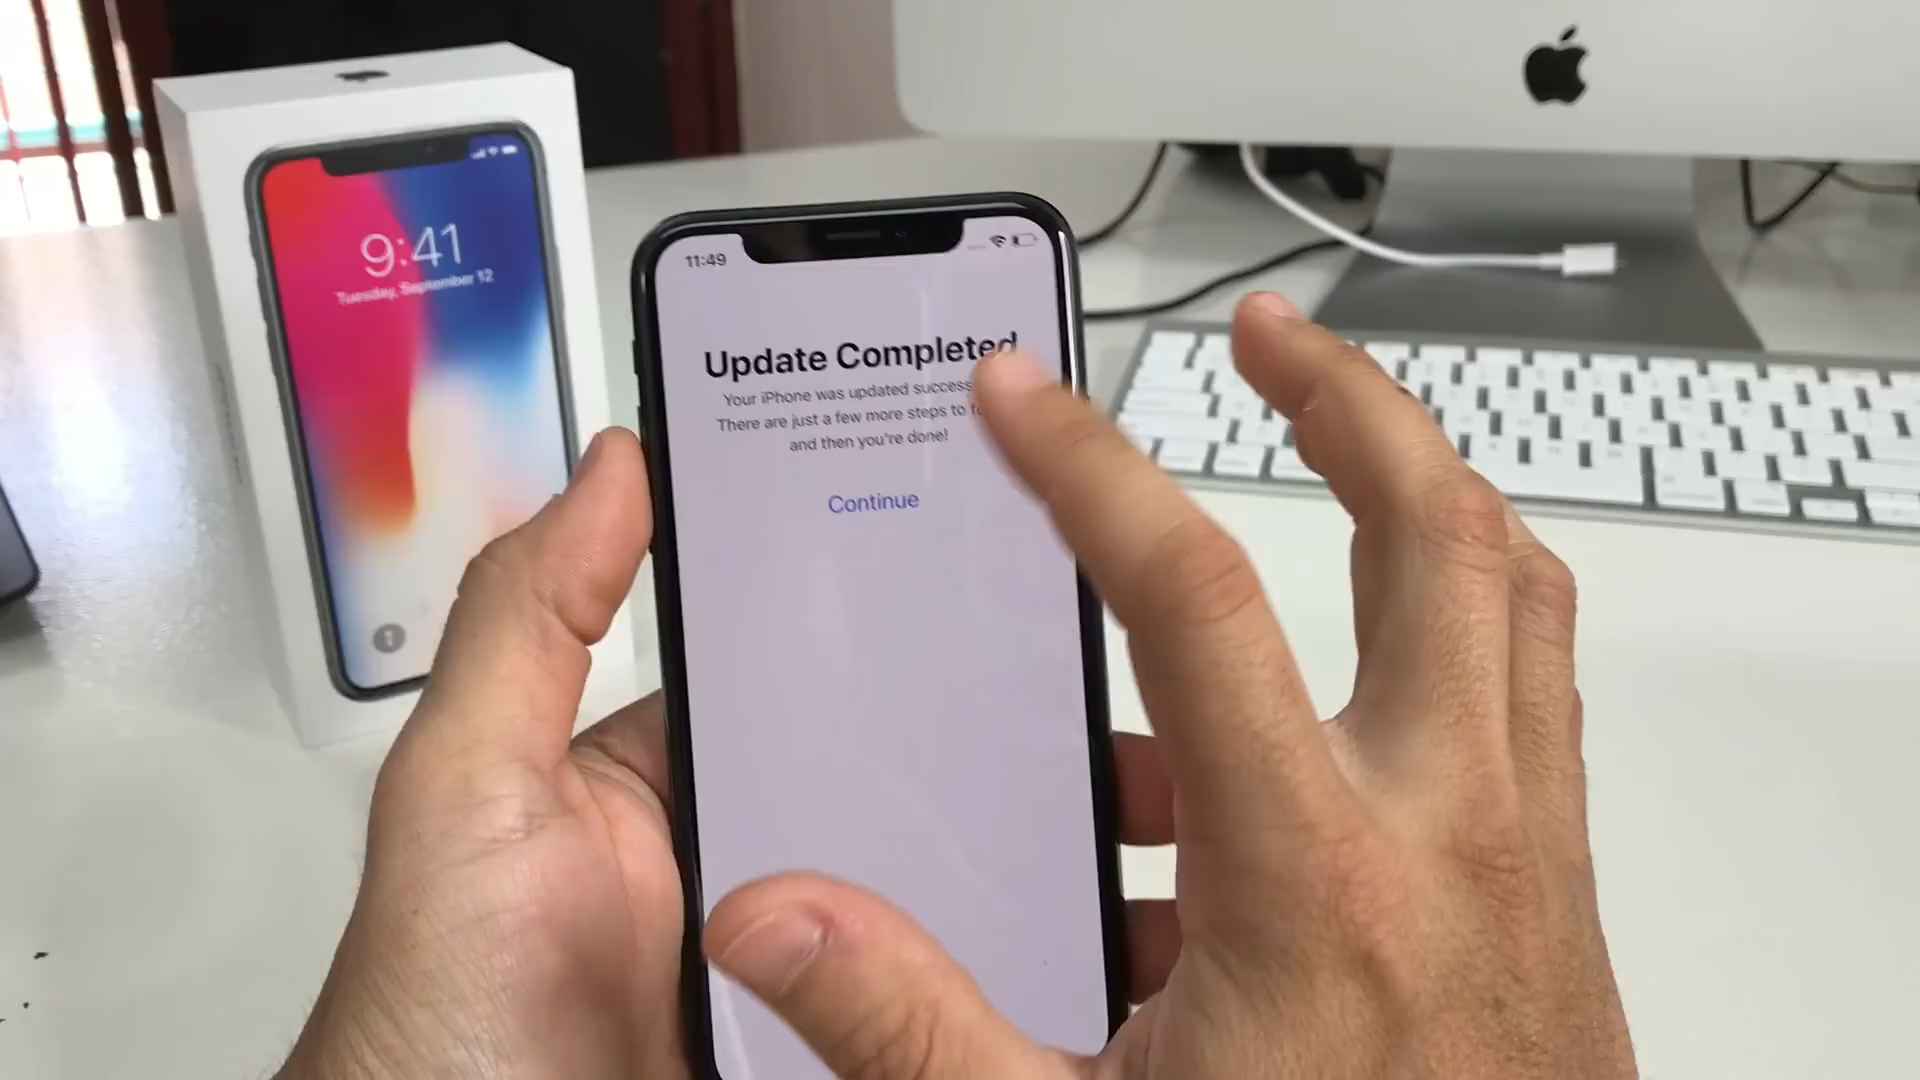 9:41
Tuesday, September 12
11:49
Update Completed
Your iPhone was updated
There are just a few more steps to
and then you're done!
Continue